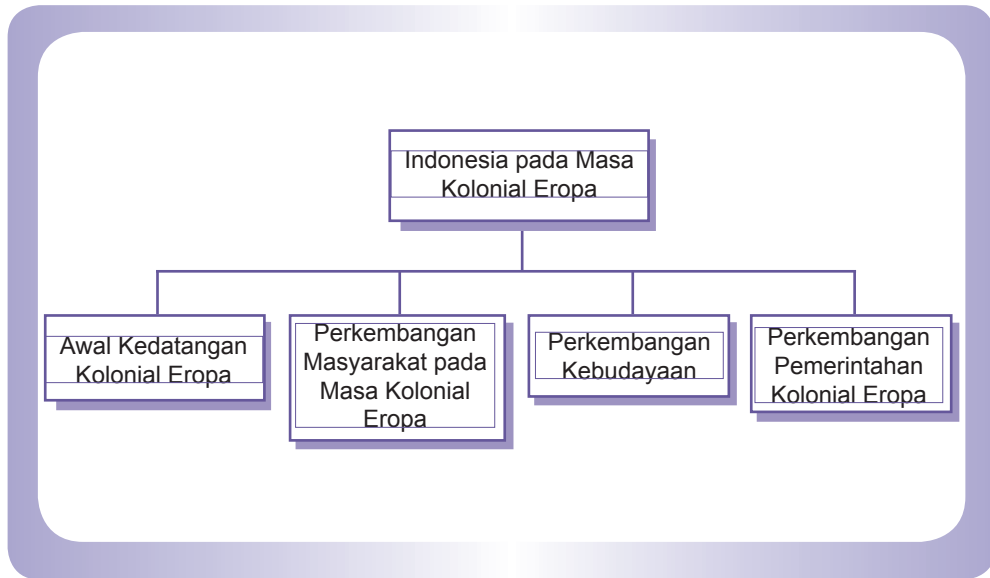 Indonesia pada Masa
Kolonial Eropa
Awal Kedatangan
Kolonial Eropa
Perkembangan
Masyarakat pada
Masa Kolonial
Eropa
Perkembangan
Kebudayaan
Perkembangan
Pemerintahan
Kolonial Eropa